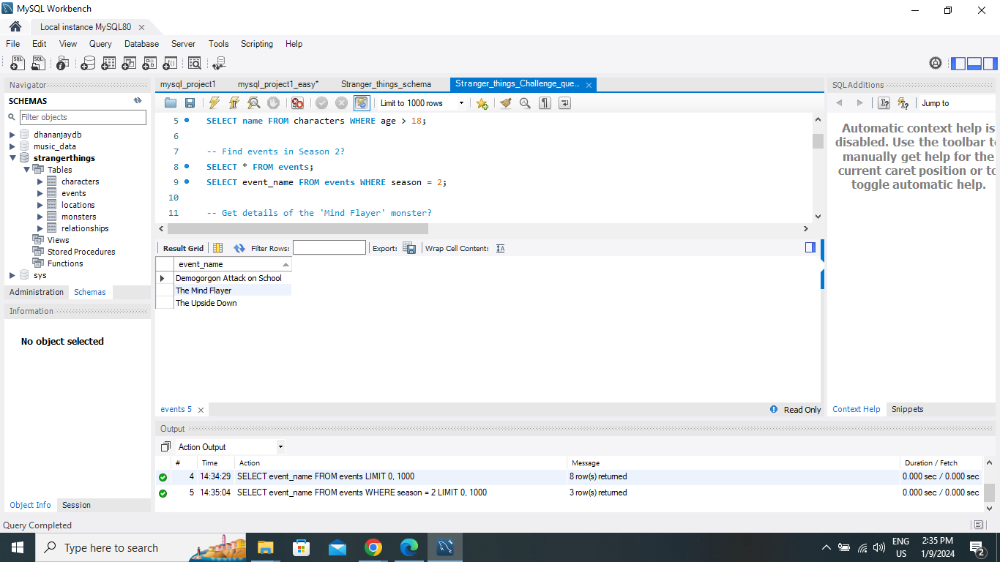 MySQL Workbench
Local instance MySQL80
File Edit View Query Database Server Tools Scripting Help
Navigator
SCHEMAS
Filter objects
dhananjaydb
music_data
strangerthings
Tables
characters
events
locations
monsters
relationships
Views
Stored Procedures
Functions
sys
Administration Schemas
Information
No object selected
Object Info Session
mysql_project1 mysql_project1_easy* Stranger_things_schema Stranger_things_Challenge_que...
Limit to 1000 rows
5 SELECT name FROM characters WHERE age > 18;
6
7 -- Find events in Season 2?
8 SELECT * FROM events;
9 SELECT event_name FROM events WHERE season = 2;
10
11 -- Get details of the 'Mind Flayer' monster?
Result Grid Filter Rows: Export: Wrap Cell Content:
event_name
Demogorgon Attack on School
The Mind Flayer
The Upside Down
events 5 Read Only
SQLAdditions
Jump to
Automatic context help is
disabled. Use the toolbar to
manually get help for the
current caret position or to
toggle automatic help.
Context Help Snippets
Output
Action Output
# Time Action Message Duration / Fetch
4 14:34:29 SELECT event_name FROM events LIMIT 0, 1000 8 row(s) returned 0.000 sec / 0.000 sec
5 14:35:04 SELECT event_name FROM events WHERE season = 2 LIMIT 0, 1000 3 row(s) returned 0.000 sec / 0.000 sec
Query Completed
Type here to search
ENG
US
2:35 PM
1/9/2024
2